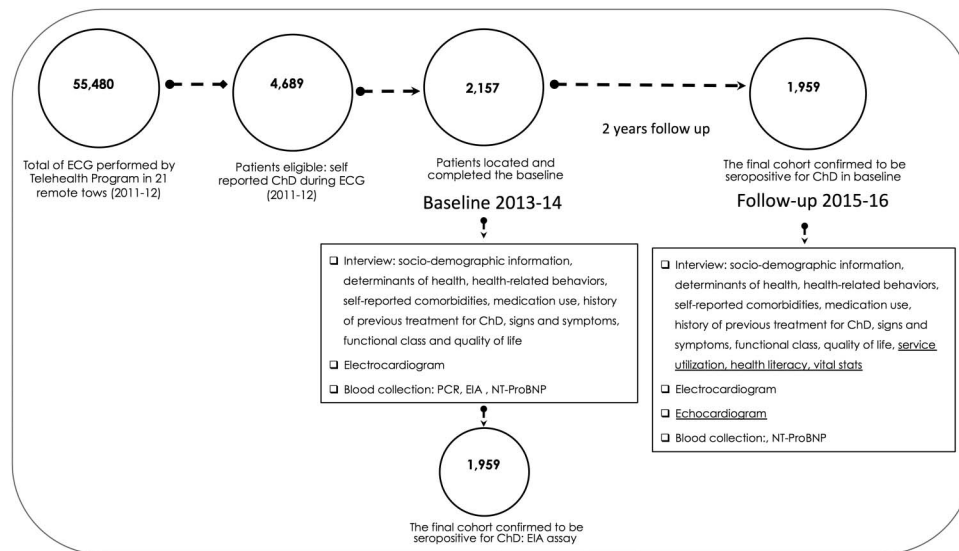 55,480
4,689
2,157
1,959
2 years follow up
Total of ECG performed by
Telehealth Program in 21
remote tows (2011-12)
Patients eligible: self
reported ChD during ECG
(2011-12)
Patients located and
completed the baseline
Baseline 2013-14
The final cohort confirmed to be
seropositive for ChD in baseline
Follow-up 2015-16
Interview: socio-demographic information,
determinants of health, health-related behaviors,
self-reported comorbidities, medication use, history
of previous treatment for ChD, signs and symptoms,
functional class and quality of life
Electrocardiogram
Blood collection: PCR, EIA , NT-ProBNP
Interview: socio-demographic information,
determinants of health, health-related behaviors,
self-reported comorbidities, medication use,
history of previous treatment for ChD, signs and
symptoms, functional class, quality of life, service
utilization, health literacy, vital stats
Electrocardiogram
Echocardiogram
Blood collection:, NT-ProBNP
1,959
The final cohort confirmed to be
seropositive for ChD: EIA assay